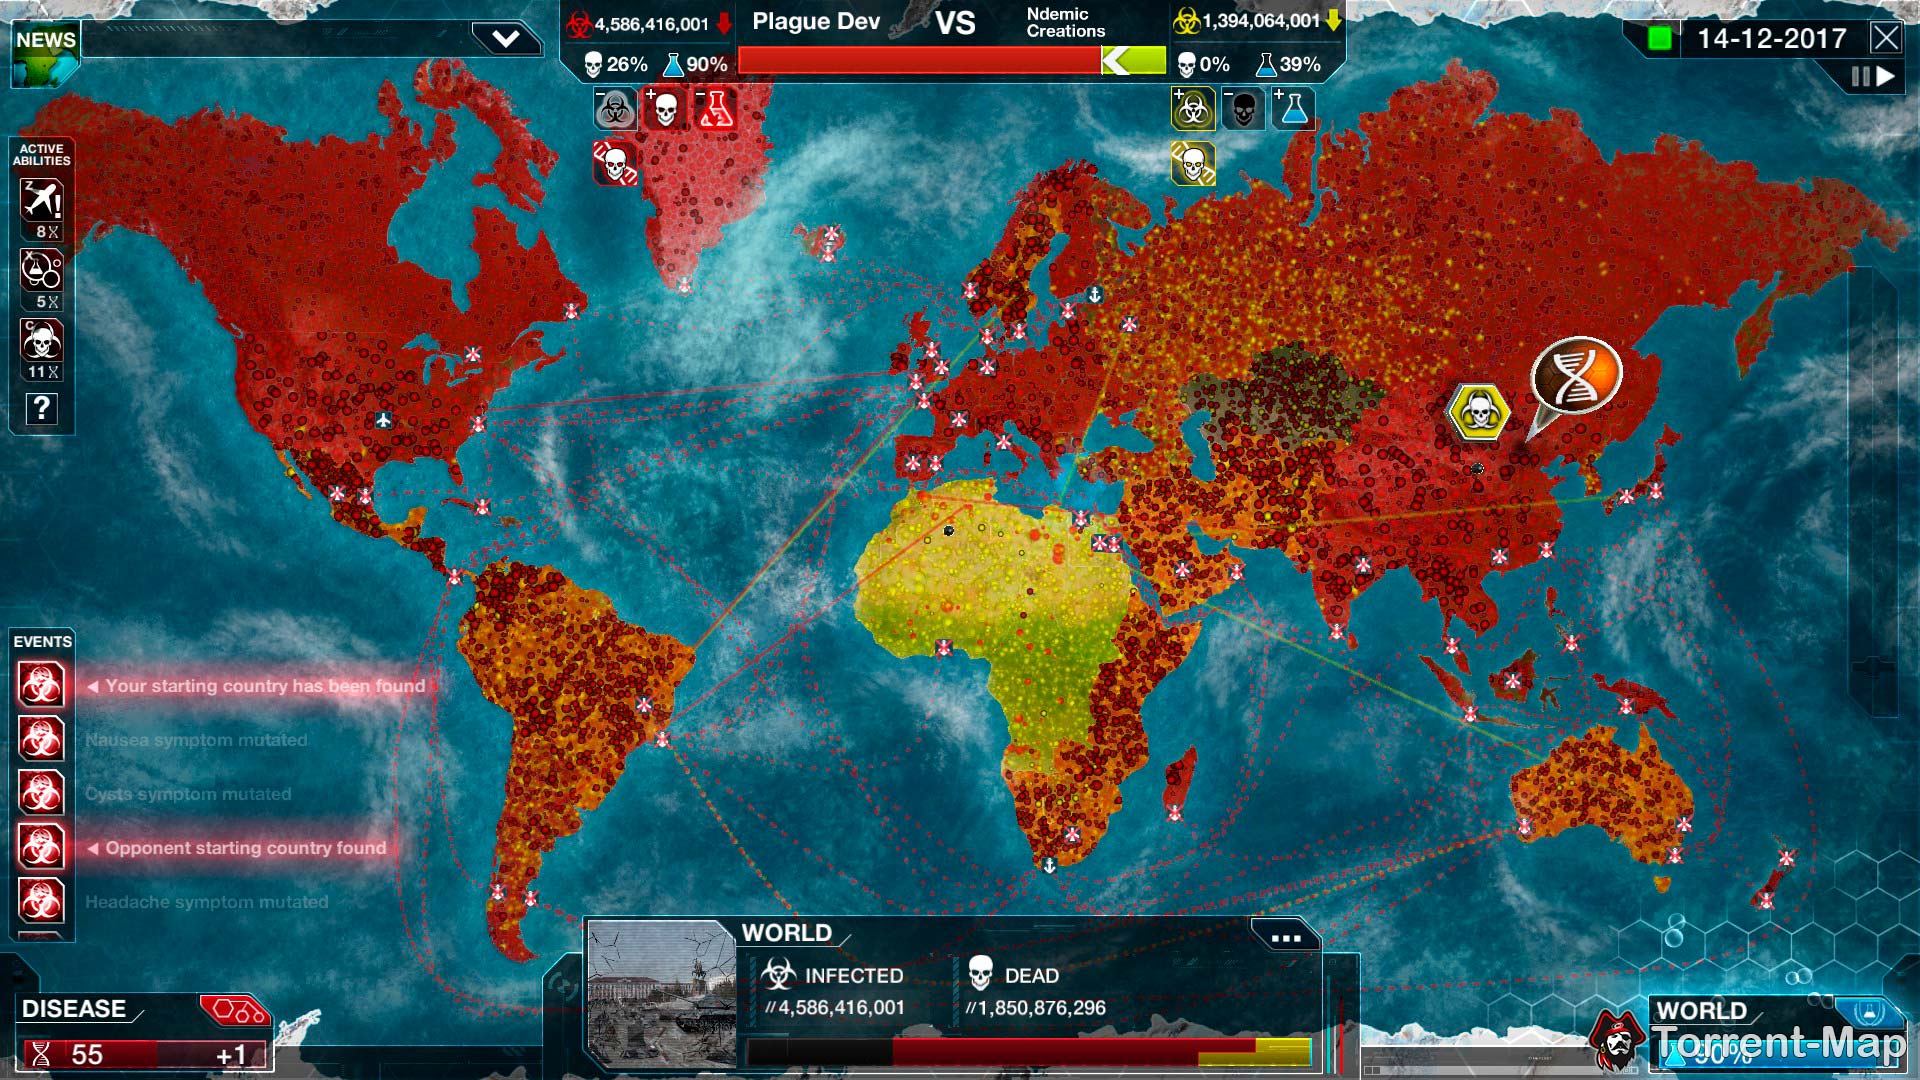 NEWS
4,586,416,001
Plague Dev
VS
Ndemic
Creations
1,394,064,001
26%
90%
0%
39%
14-12-2017
ACTIVE
ABILITIES
Z
8X
X
5X
C
11X
?
EVENTS
Your starting country has been found
Nausea symptom mutated
Cysts symptom mutated
Opponent starting country found
Headache symptom mutated
DISEASE
55
+1
WORLD
...
INFECTED
//4,586,416,001
DEAD
//1,850,876,296
WORLD
90%
Torrent-Map